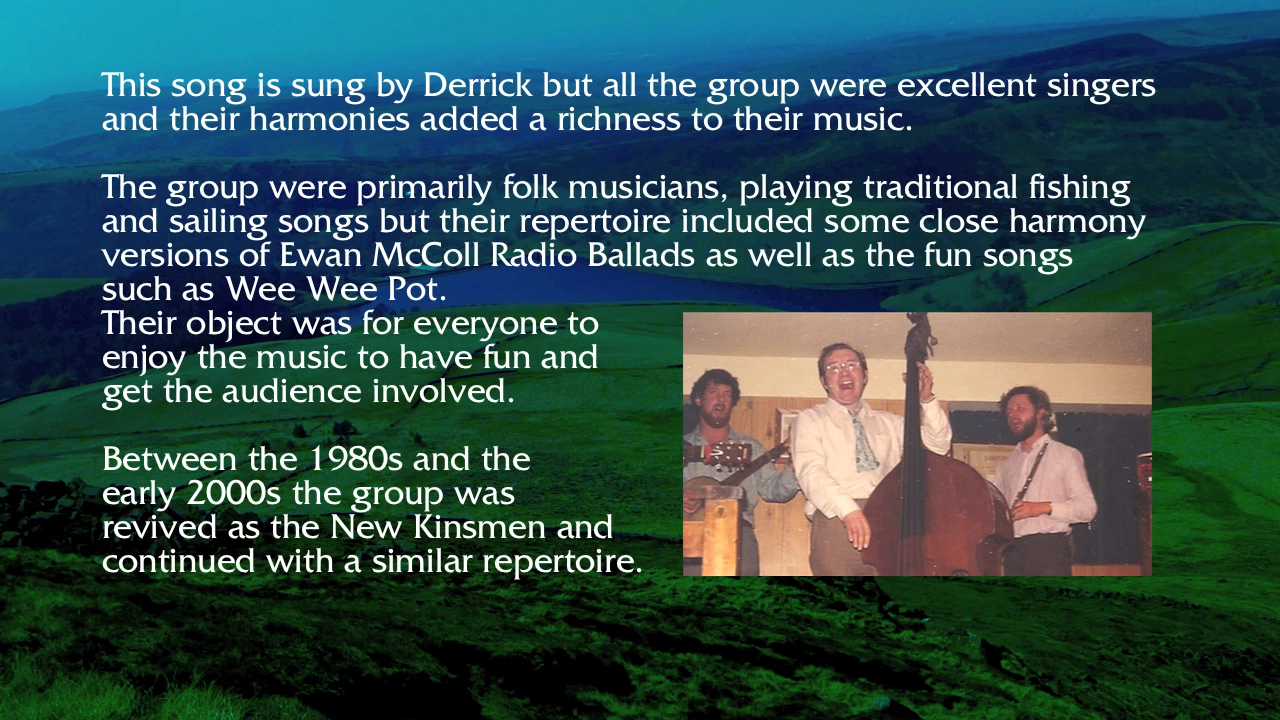 This song is sung by Derrick but all the group were excellent singers
and their harmonies added a richness to their music.
The group were primarily folk musicians, playing traditional fishing
and sailing songs but their repertoire included some close harmony
versions of Ewan McColl Radio Ballads as well as the fun songs
such as Wee Wee Pot.
Their object was for everyone to
enjoy the music to have fun and
get the audience involved.
Between the 1980s and the
early 2000s the group was
revived as the New Kinsmen and
continued with a similar repertoire.